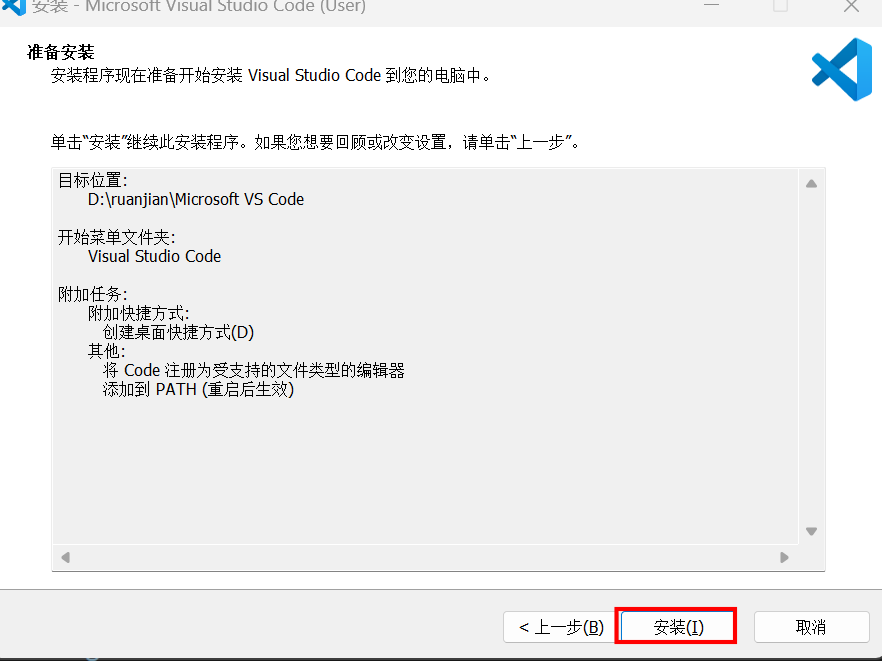 安装 - Microsoft Visual Studio Code (User)
准备安装
安装程序现在准备开始安装 Visual Studio Code 到您的电脑中。
单击“安装”继续此安装程序。如果您想要回顾或改变设置，请单击“上一步”。
目标位置:
D:\ruanjian\Microsoft VS Code
开始菜单文件夹:
Visual Studio Code
附加任务:
附加快捷方式:
创建桌面快捷方式(D)
其他:
将 Code 注册为受支持的文件类型的编辑器
添加到 PATH (重启后生效)
< 上一步(B) 安装(I) 取消